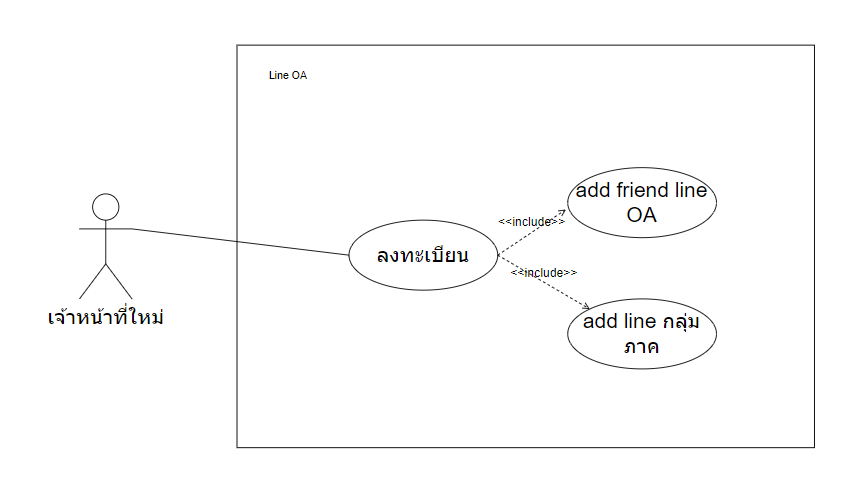 Line OA
add friend line
OA
<<include>>
ลงทะเบียน
<<include>>
เจ้าหน้าที่ใหม่
add line กลุ่ม
ภาค